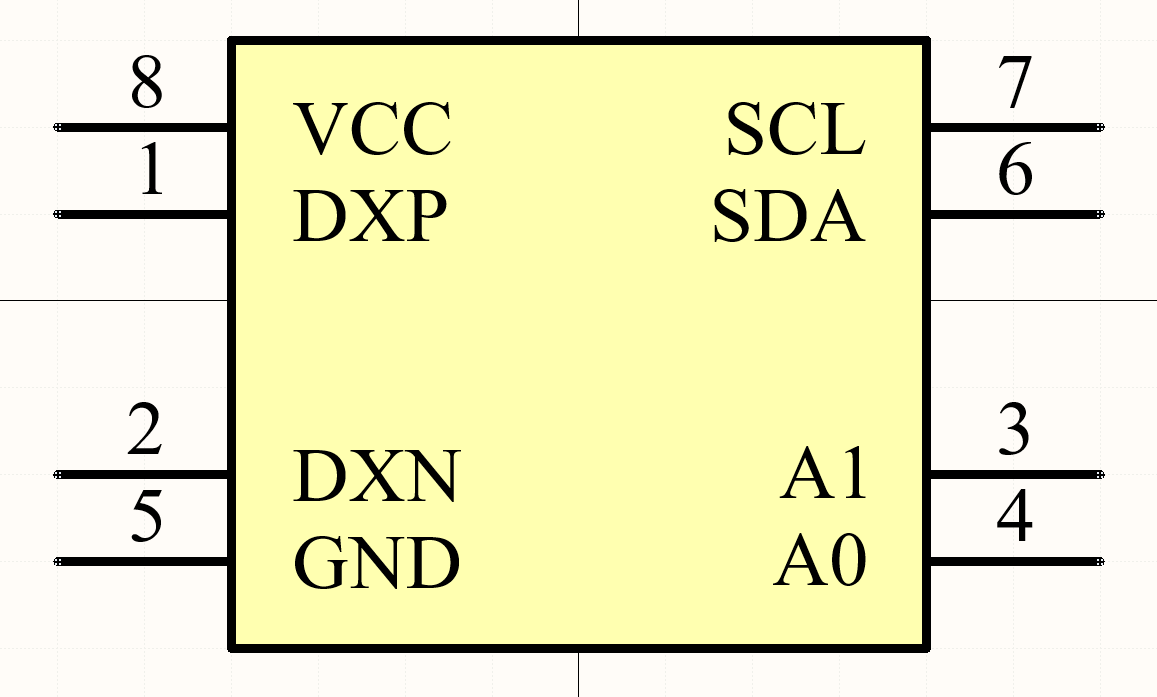 8 VCC SCL 7
1 DXP SDA 6
2 DXN A1 3
5 GND A0 4